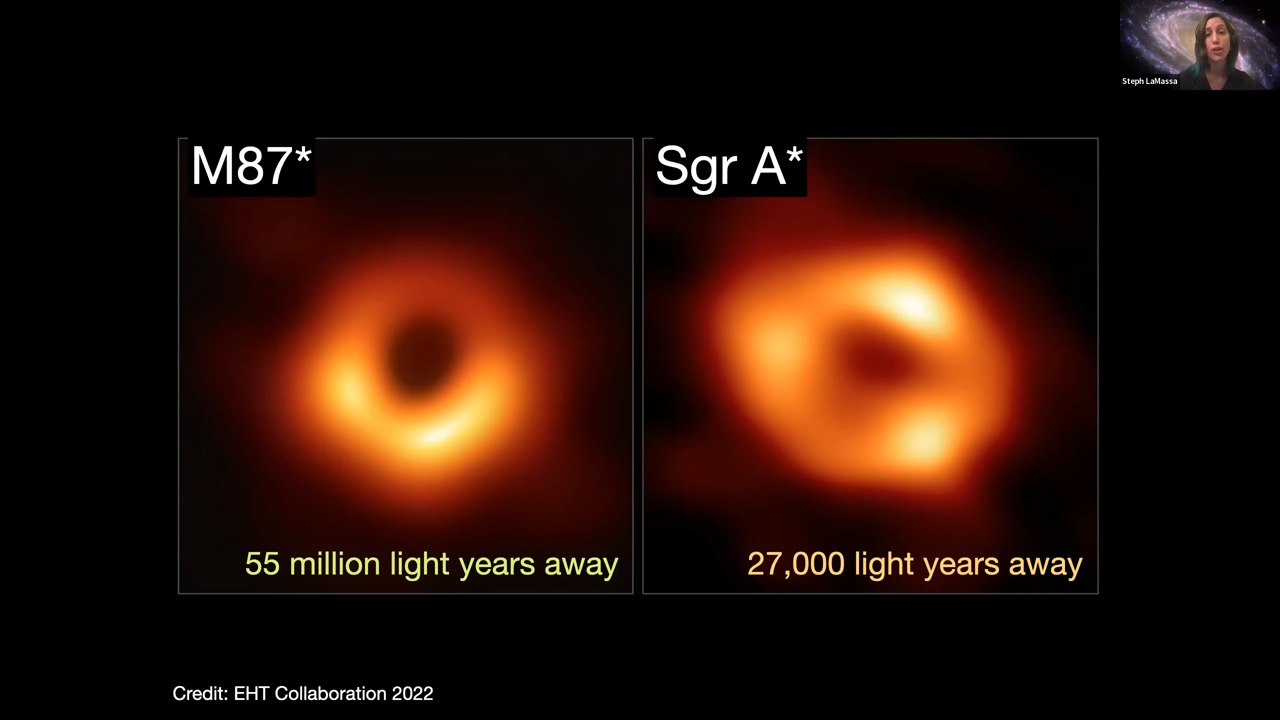 Steph LaMassa
M87*
Sgr A*
55 million light years away
27,000 light years away
Credit: EHT Collaboration 2022